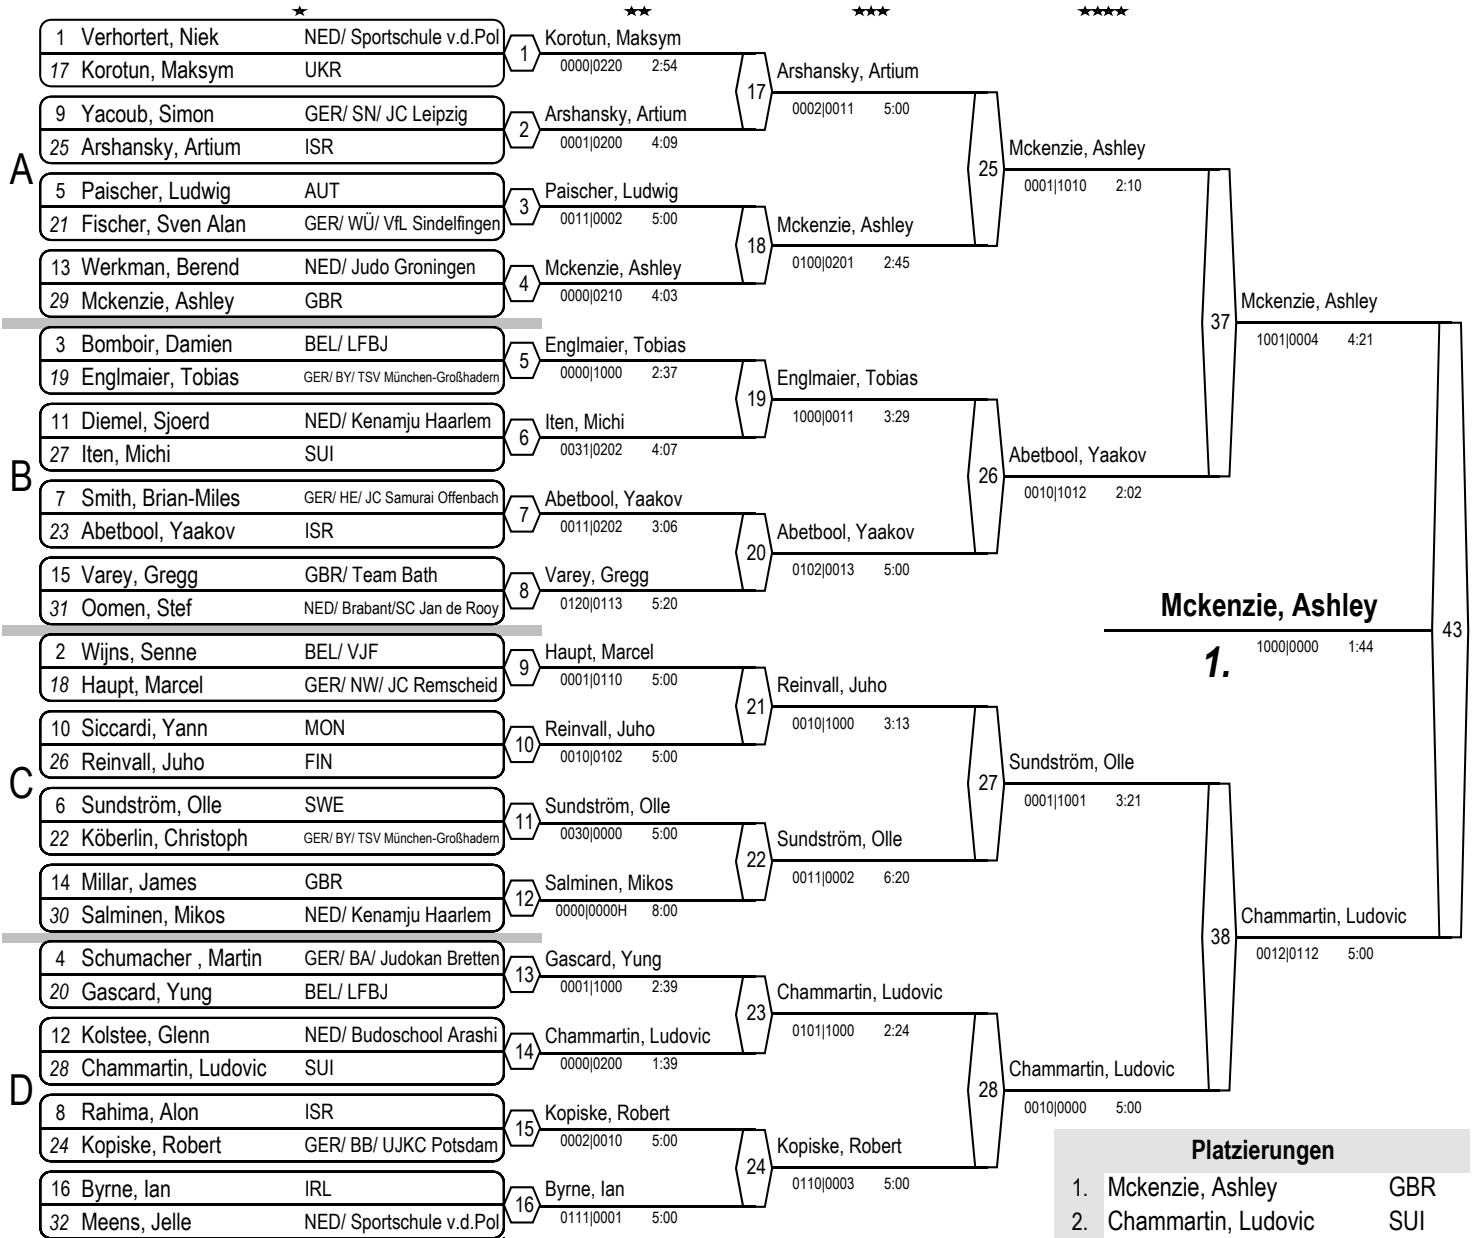 1 Verhortert, Niek NED/ Sportschule v.d.Pol
17 Korotun, Maksym UKR
9 Yacoub, Simon GER/ SN/ JC Leipzig
25 Arshansky, Artium ISR
A
5 Paischer, Ludwig AUT
21 Fischer, Sven Alan GER/ WÜ/ VfL Sindelfingen
13 Werkman, Berend NED/ Judo Groningen
29 Mckenzie, Ashley GBR
3 Bomboir, Damien BEL/ LFBJ
19 Englmaier, Tobias GER/ BY/ TSV München-Großhadern
11 Diemel, Sjoerd NED/ Kenamju Haarlem
27 Iten, Michi SUI
B
7 Smith, Brian-Miles GER/ HE/ JC Samurai Offenbach
23 Abetbool, Yaakov ISR
15 Varey, Gregg GBR/ Team Bath
31 Oomen, Stef NED/ Brabant/SC Jan de Rooy
2 Wijns, Senne BEL/ VJF
18 Haupt, Marcel GER/ NW/ JC Remscheid
10 Siccardi, Yann MON
26 Reinvall, Juho FIN
C
6 Sundström, Olle SWE
22 Köberlin, Christoph GER/ BY/ TSV München-Großhadern
14 Millar, James GBR
30 Salminen, Mikos NED/ Kenamju Haarlem
4 Schumacher , Martin GER/ BA/ Judokan Bretten
20 Gascard, Yung BEL/ LFBJ
12 Kolstee, Glenn NED/ Budoschool Arashi
28 Chammartin, Ludovic SUI
D
8 Rahima, Alon ISR
24 Kopiske, Robert GER/ BB/ UJKC Potsdam
16 Byrne, Ian IRL
32 Meens, Jelle NED/ Sportschule v.d.Pol
1 Korotun, Maksym
0000|0220 2:54
2 Arshansky, Artium
0001|0200 4:09
3 Paischer, Ludwig
0011|0002 5:00
4 Mckenzie, Ashley
0000|0210 4:03
5 Englmaier, Tobias
0000|1000 2:37
6 Iten, Michi
0031|0202 4:07
7 Abetbool, Yaakov
0011|0202 3:06
8 Varey, Gregg
0120|0113 5:20
9 Haupt, Marcel
0001|0110 5:00
10 Reinvall, Juho
0010|0102 5:00
11 Sundström, Olle
0030|0000 5:00
12 Salminen, Mikos
0000|0000H 8:00
13 Gascard, Yung
0001|1000 2:39
14 Chammartin, Ludovic
0000|0200 1:39
15 Kopiske, Robert
0002|0010 5:00
16 Byrne, Ian
0111|0001 5:00
17 Arshansky, Artium
0002|0011 5:00
18 Mckenzie, Ashley
0100|0201 2:45
19 Englmaier, Tobias
1000|0011 3:29
20 Abetbool, Yaakov
0102|0013 5:00
21 Reinvall, Juho
0010|1000 3:13
22 Sundström, Olle
0011|0002 6:20
23 Chammartin, Ludovic
0101|1000 2:24
24 Kopiske, Robert
0110|0003 5:00
25 Mckenzie, Ashley
0001|1010 2:10
26 Abetbool, Yaakov
0010|1012 2:02
27 Sundström, Olle
0001|1001 3:21
28 Chammartin, Ludovic
0010|0000 5:00
37 Mckenzie, Ashley
1001|0004 4:21
38 Chammartin, Ludovic
0012|0112 5:00
Mckenzie, Ashley 43
1. 1000|0000 1:44
Platzierungen
1. Mckenzie, Ashley GBR
2. Chammartin, Ludovic SUI